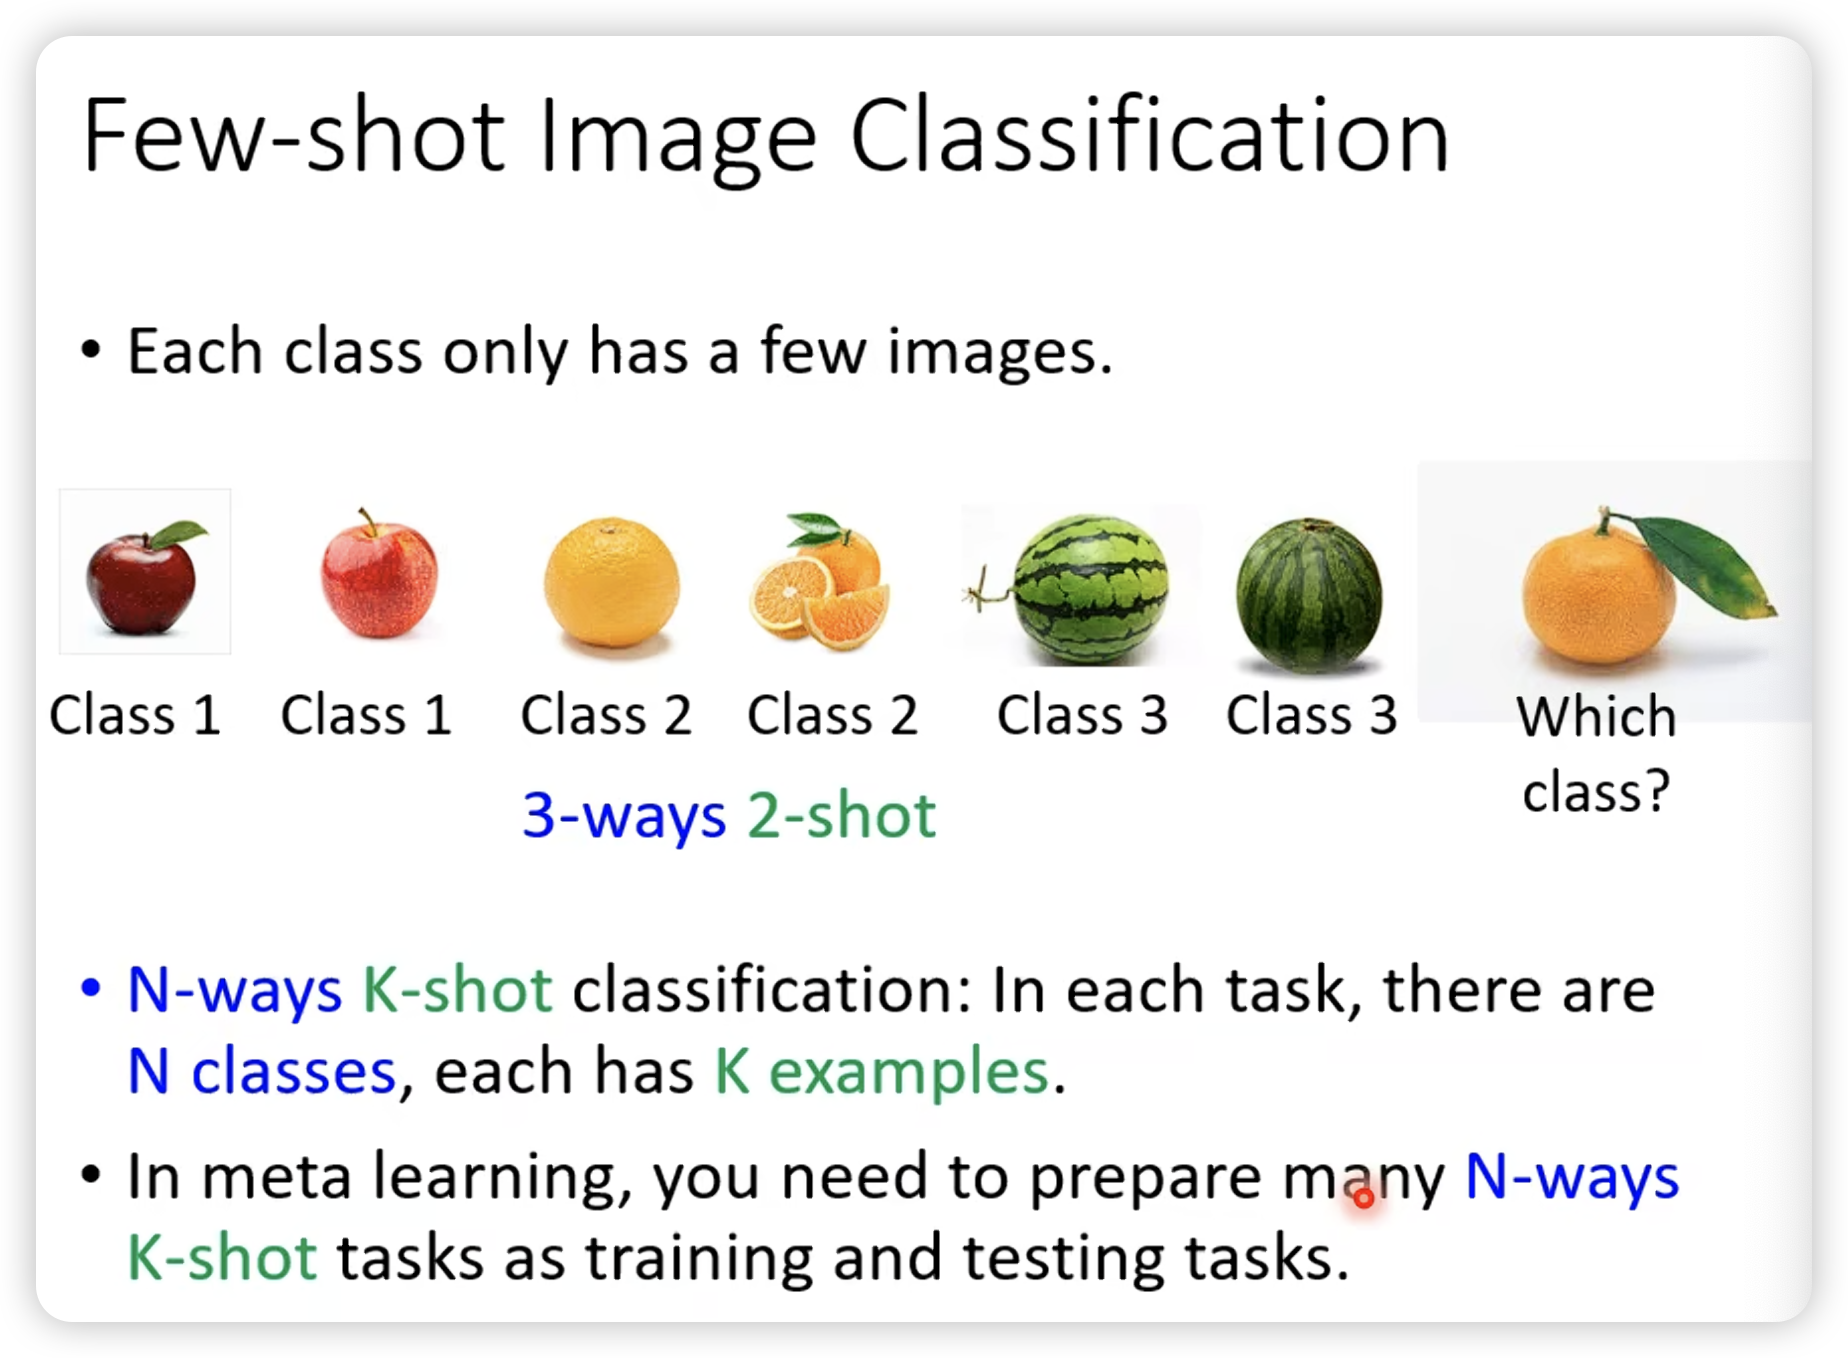 Few-shot Image Classification
• Each class only has a few images.
Class 1 Class 1 Class 2 Class 2 Class 3 Class 3 Which
class?
3-ways 2-shot
• N-ways K-shot classification: In each task, there are
N classes, each has K examples.
• In meta learning, you need to prepare many N-ways
K-shot tasks as training and testing tasks.